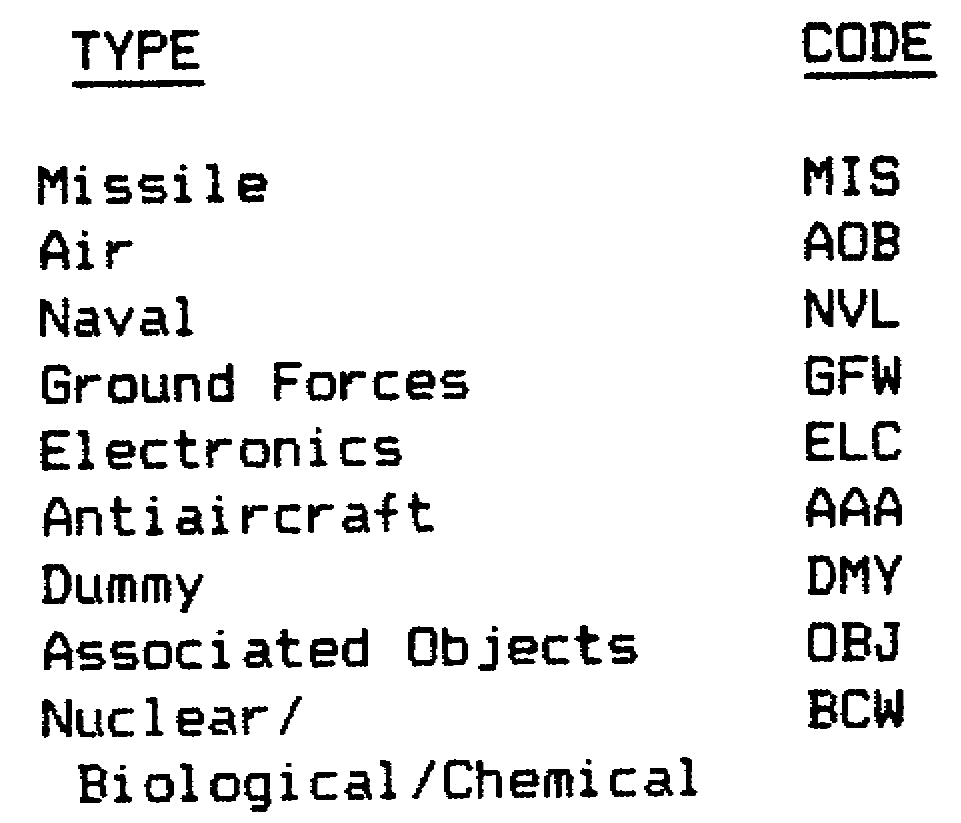 TYPE CODE
Missile MIS
Air AOB
Naval NVL
Ground Forces GFW
Electronics ELC
Antiaircraft AAA
Dummy DMY
Associated Objects OBJ
Nuclear/ BCW
Biological/Chemical